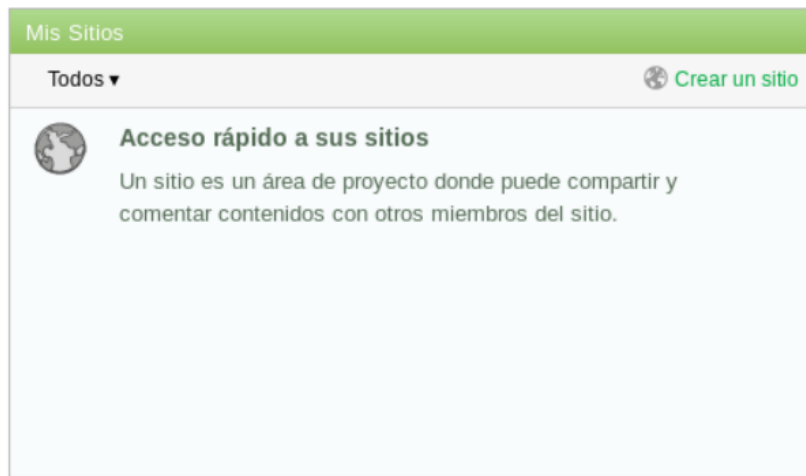 Mis Sitios
Todos ▾
Crear un sitio
Acceso rápido a sus sitios
Un sitio es un área de proyecto donde puede compartir y
comentar contenidos con otros miembros del sitio.